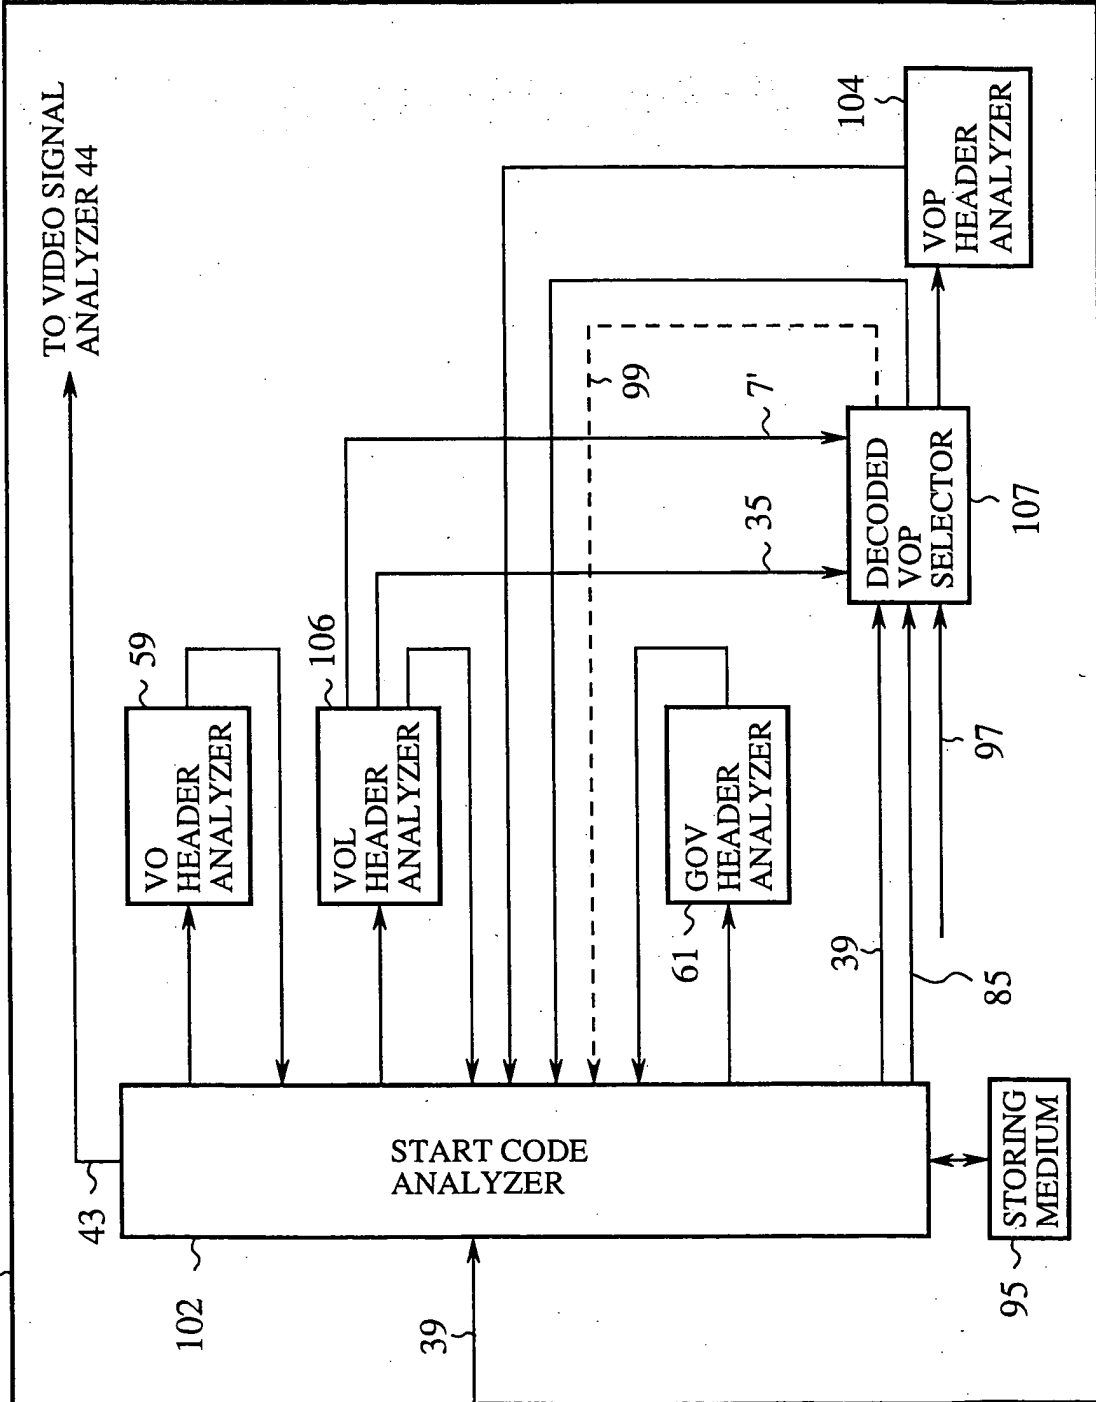 TO VIDEO SIGNAL
ANALYZER 44
43
102
39
START CODE
ANALYZER
95
STORING
MEDIUM
59
VO
HEADER
ANALYZER
106
VOL
HEADER
ANALYZER
61
GOV
HEADER
ANALYZER
99
7'
35
39
85
97
DECODED
VOP
SELECTOR
107
104
VOP
HEADER
ANALYZER